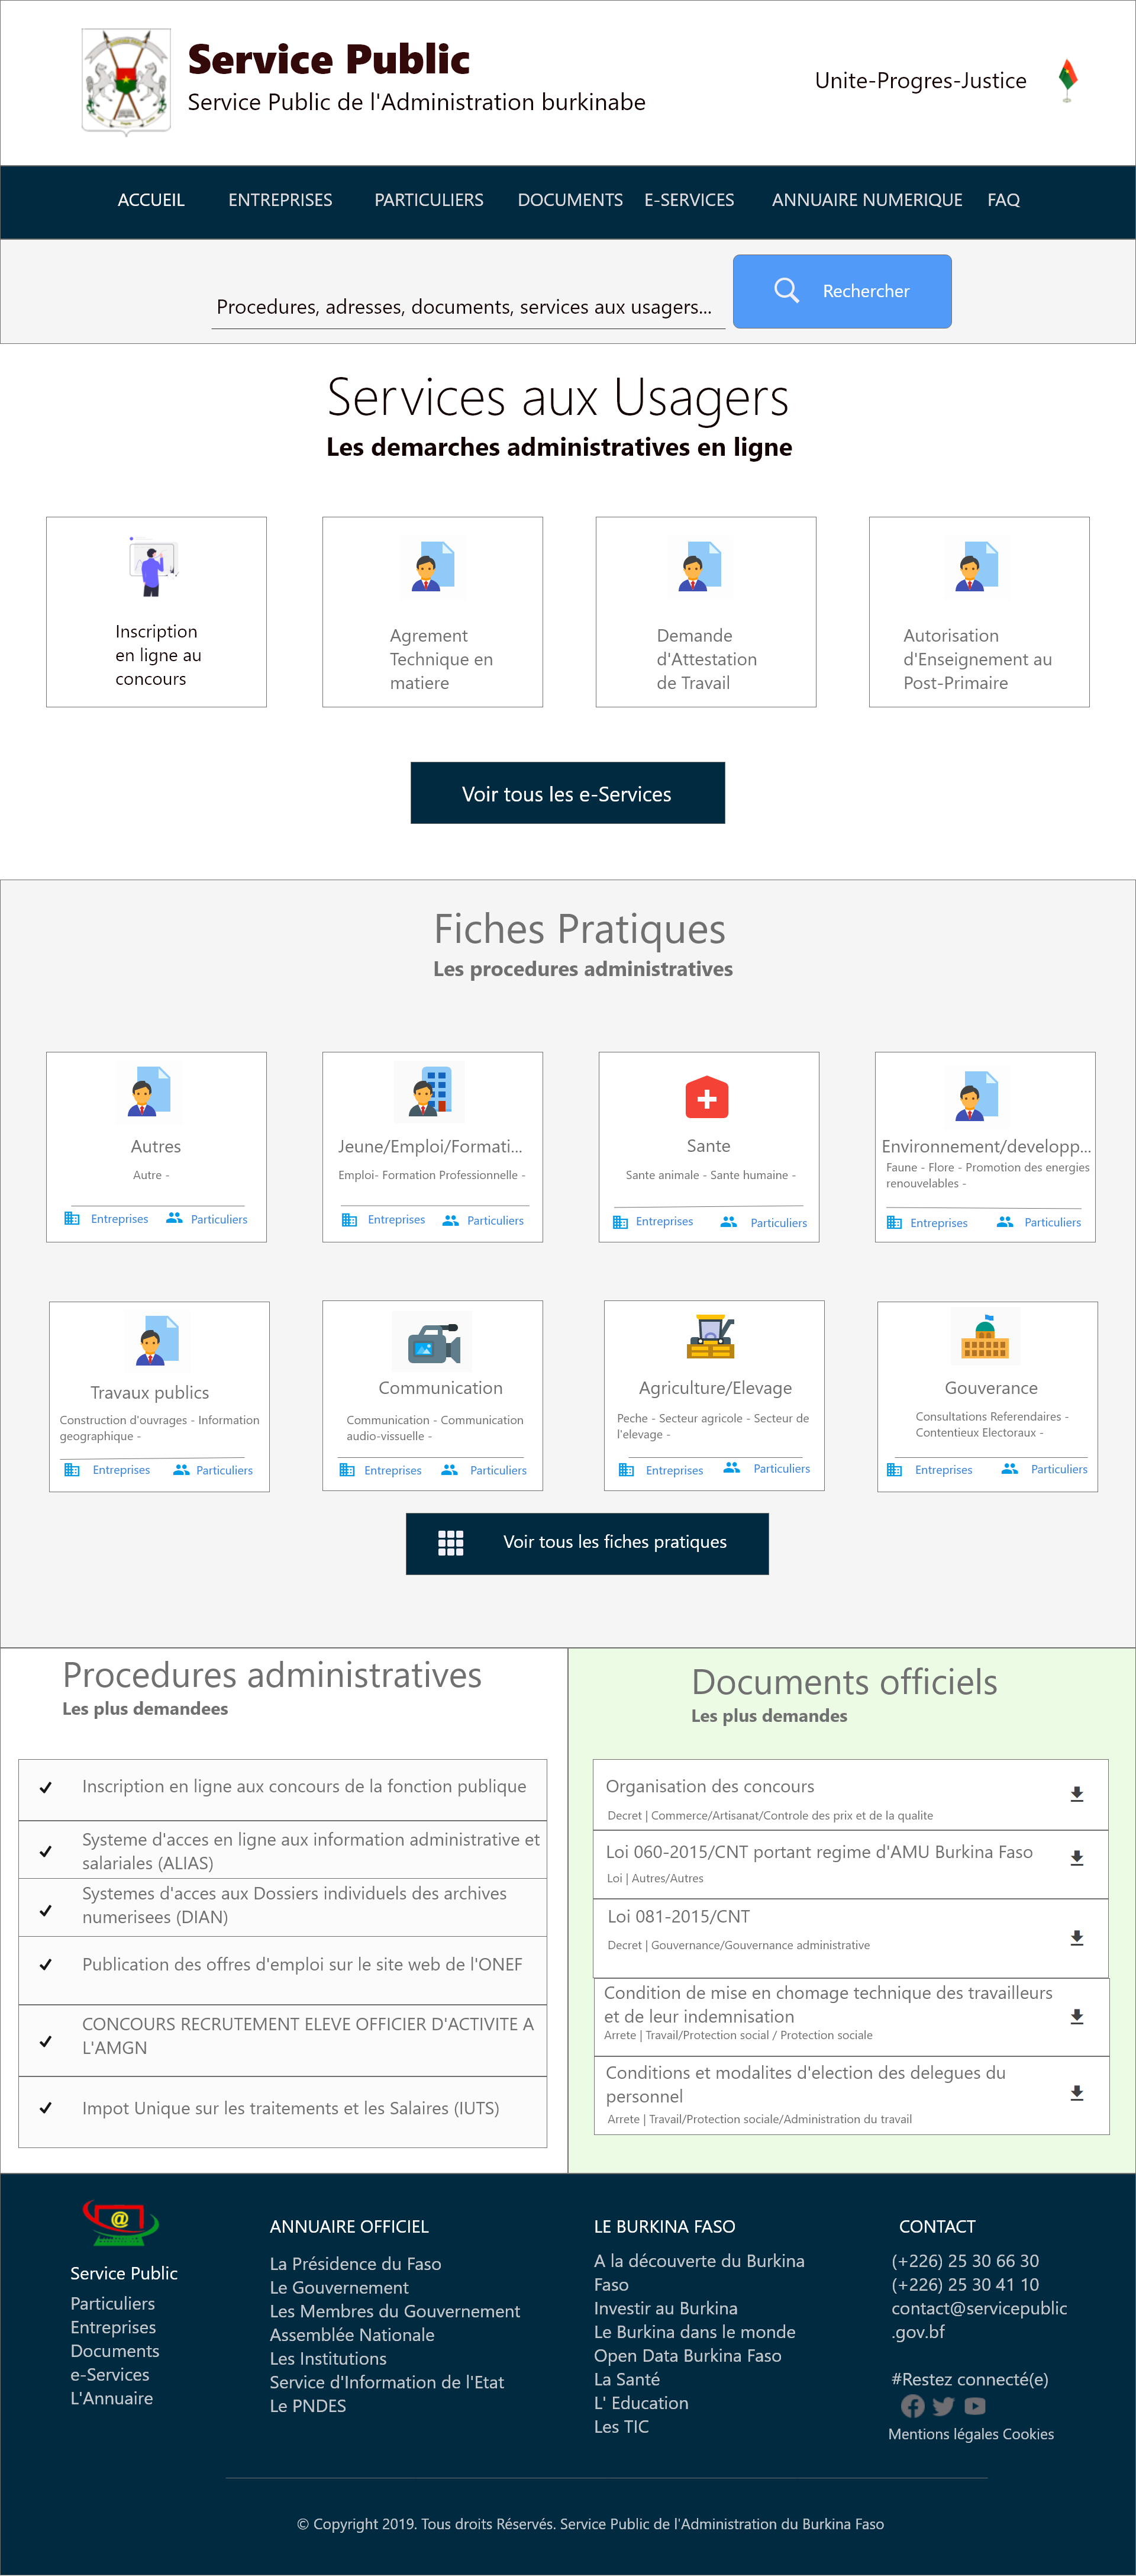 Service Public
Service Public de l'Administration burkinabe
Unite-Progres-Justice
ACCUEIL ENTREPRISES PARTICULIERS DOCUMENTS E-SERVICES ANNUAIRE NUMERIQUE FAQ
Procedures, adresses, documents, services aux usagers...
Rechercher
Services aux Usagers
Les demarches administratives en ligne
Inscription
en ligne au
concours
Agrement
Technique en
matiere
Demande
d'Attestation
de Travail
Autorisation
d'Enseignement au
Post-Primaire
Voir tous les e-Services
Fiches Pratiques
Les procedures administratives
Autres
Autre -
Entreprises Particuliers
Jeune/Emploi/Formati...
Emploi- Formation Professionnelle -
Entreprises Particuliers
Sante
Sante animale - Sante humaine -
Entreprises Particuliers
Environnement/developp...
Faune - Flore - Promotion des energies
renouvelables -
Entreprises Particuliers
Travaux publics
Construction d'ouvrages - Information
geographique -
Entreprises Particuliers
Communication
Communication - Communication
audio-vissuelle -
Entreprises Particuliers
Agriculture/Elevage
Peche - Secteur agricole - Secteur de
l'elevage -
Entreprises Particuliers
Gouverance
Consultations Referendaires -
Contentieux Electoraux -
Entreprises Particuliers
Voir tous les fiches pratiques
Procedures administratives
Les plus demandees
Inscription en ligne aux concours de la fonction publique
Systeme d'acces en ligne aux information administrative et
salariales (ALIAS)
Systemes d'acces aux Dossiers individuels des archives
numerisees (DIAN)
Publication des offres d'emploi sur le site web de l'ONEF
CONCOURS RECRUTEMENT ELEVE OFFICIER D'ACTIVITE A
L'AMGN
Impot Unique sur les traitements et les Salaires (IUTS)
Documents officiels
Les plus demandes
Organisation des concours
Decret | Commerce/Artisanat/Controle des prix et de la qualite
Loi 060-2015/CNT portant regime d'AMU Burkina Faso
Loi | Autres/Autres
Loi 081-2015/CNT
Decret | Gouvernance/Gouvernance administrative
Condition de mise en chomage technique des travailleurs
et de leur indemnisation
Arrete | Travail/Protection social / Protection sociale
Conditions et modalites d'election des delegues du
personnel
Arrete | Travail/Protection sociale/Administration du travail
@
Service Public
Particuliers
Entreprises
Documents
e-Services
L'Annuaire
ANNUAIRE OFFICIEL
La Présidence du Faso
Le Gouvernement
Les Membres du Gouvernement
Assemblée Nationale
Les Institutions
Service d'Information de l'Etat
Le PNDES
LE BURKINA FASO
A la découverte du Burkina
Faso
Investir au Burkina
Le Burkina dans le monde
Open Data Burkina Faso
La Santé
L' Education
Les TIC
CONTACT
(+226) 25 30 66 30
(+226) 25 30 41 10
contact@servicepublic
.gov.bf
#Restez connecté(e)
Mentions légales Cookies
© Copyright 2019. Tous droits Réservés. Service Public de l'Administration du Burkina Faso